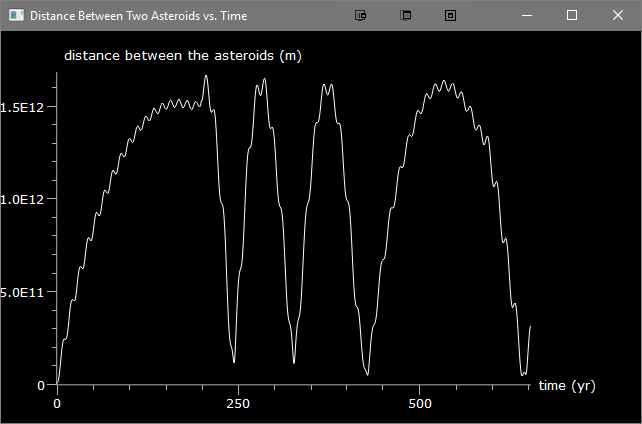 Distance Between Two Asteroids vs. Time
distance between the asteroids (m)
1.5E12
1.0E12
5.0E11
0
0
250
500
time (yr)